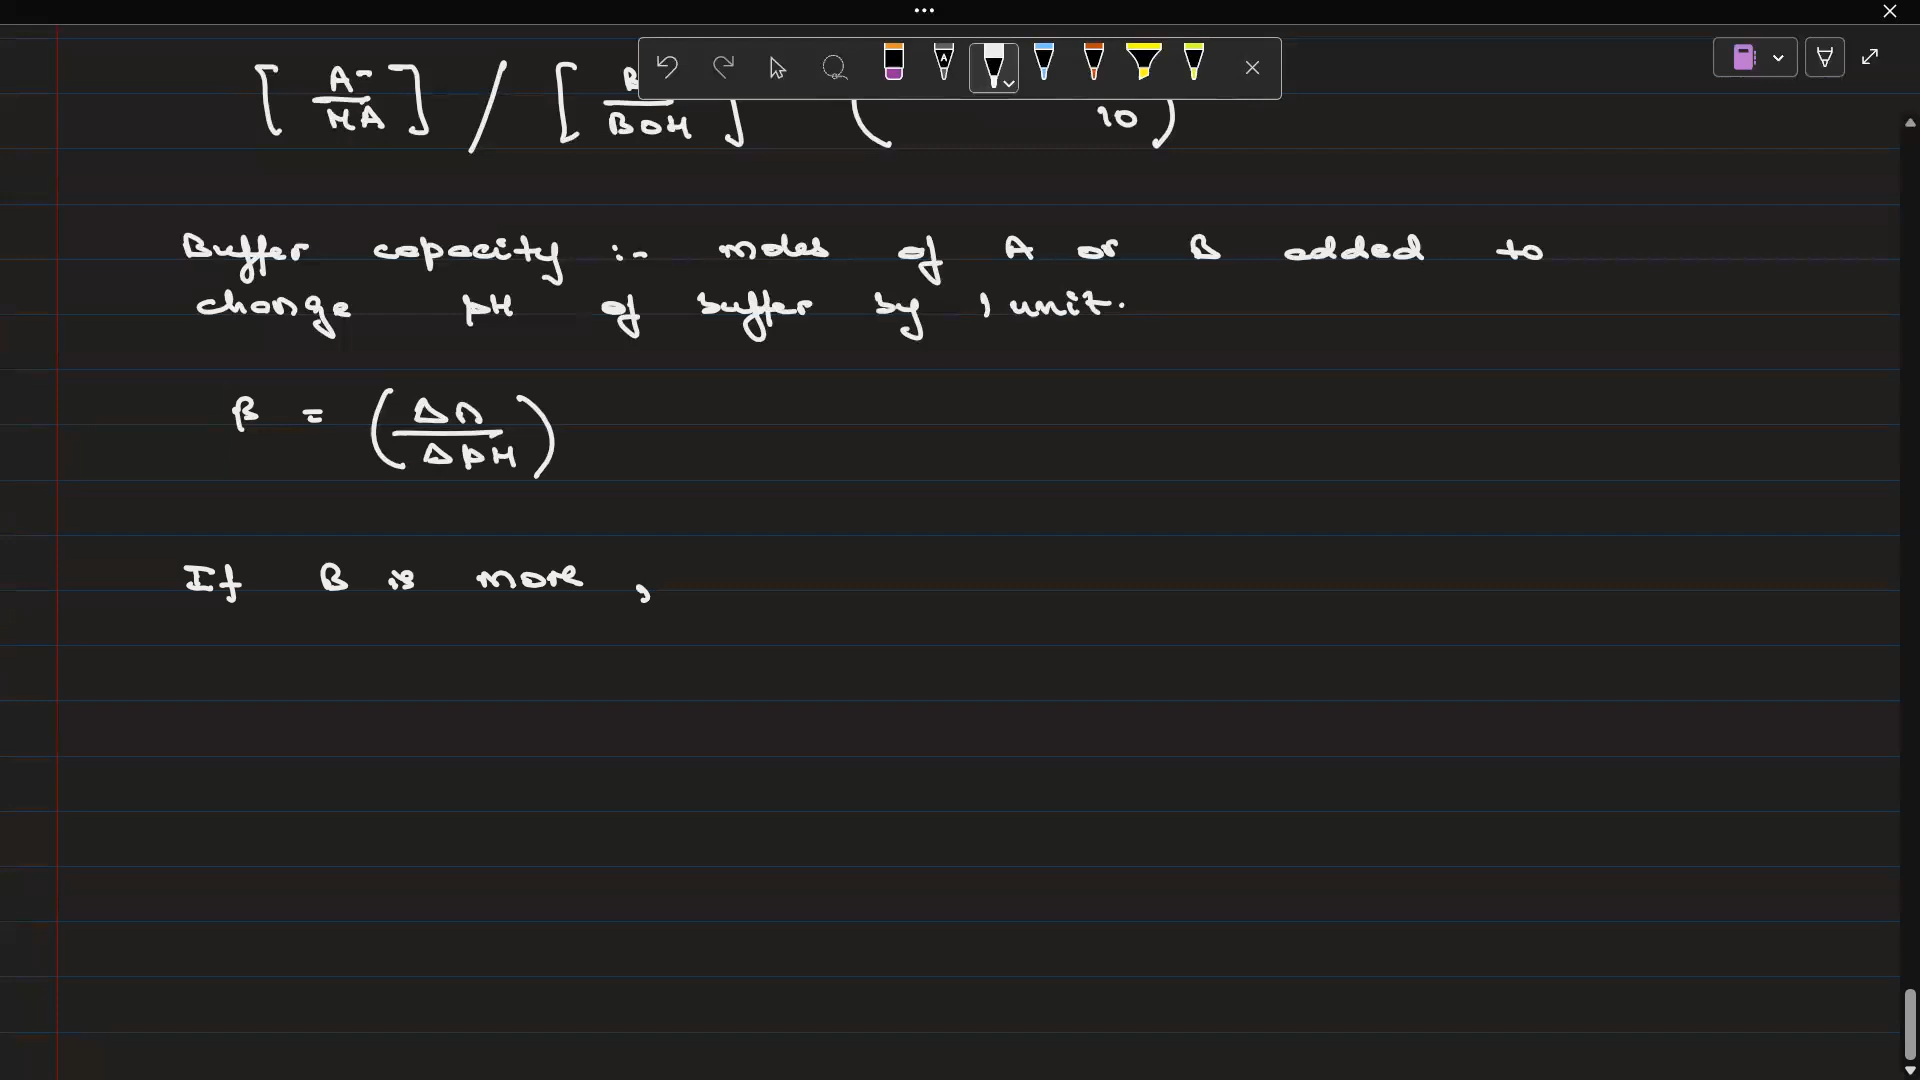 [A⁻/HA] / [ /BOH] ( 10)
Buffer capacity :- moles of A or B added to
change pH of buffer by 1 unit.
β = (Δn/ΔpH)
If B is more ,